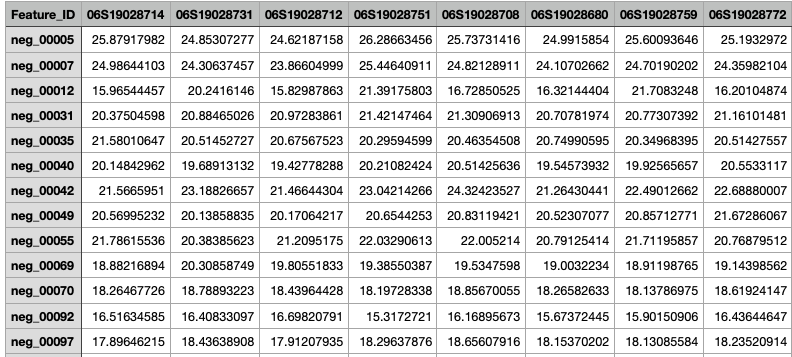 Feature_ID 06S19028714 06S19028731 06S19028712 06S19028751 06S19028708 06S19028680 06S19028759 06S19028772
neg_00005 25.87917982 24.85307277 24.62187158 26.28663456 25.73731416 24.9915854 25.60093646 25.1932972
neg_00007 24.98644103 24.30637457 23.86604999 25.44640911 24.82128911 24.10702662 24.70190202 24.35982104
neg_00012 15.96544457 20.2416146 15.82987863 21.39175803 16.72850525 16.32144404 21.7083248 16.20104874
neg_00031 20.37504598 20.88465026 20.97283861 21.42147464 21.30906913 20.70781974 20.77307392 21.16101481
neg_00035 21.58010647 20.51452727 20.67567523 20.29594599 20.46354508 20.74990595 20.34968395 20.51427557
neg_00040 20.14842962 19.68913132 19.42778288 20.21082424 20.51425636 19.54573932 19.92565657 20.5533117
neg_00042 21.5665951 23.18826657 21.46644304 23.04214266 24.32423527 21.26430441 22.49012662 22.68880007
neg_00049 20.56995232 20.13858835 20.17064217 20.6544253 20.83119421 20.52307077 20.85712771 21.67286067
neg_00055 21.78615536 20.38385623 21.2095175 22.03290613 22.005214 20.79125414 21.71195857 20.76879512
neg_00069 18.88216894 20.30858749 19.80551833 19.38550387 19.5347598 19.0032234 18.91198765 19.14398562
neg_00070 18.26467726 18.78893223 18.43964428 18.19728338 18.85670055 18.26582633 18.13786975 18.61924147
neg_00092 16.51634585 16.40833097 16.69820791 15.3172721 16.16895673 15.67372445 15.90150906 16.43644647
neg_00097 17.89646215 18.43638908 17.91207935 18.29637876 18.65607916 18.15370202 18.13085584 18.23520914